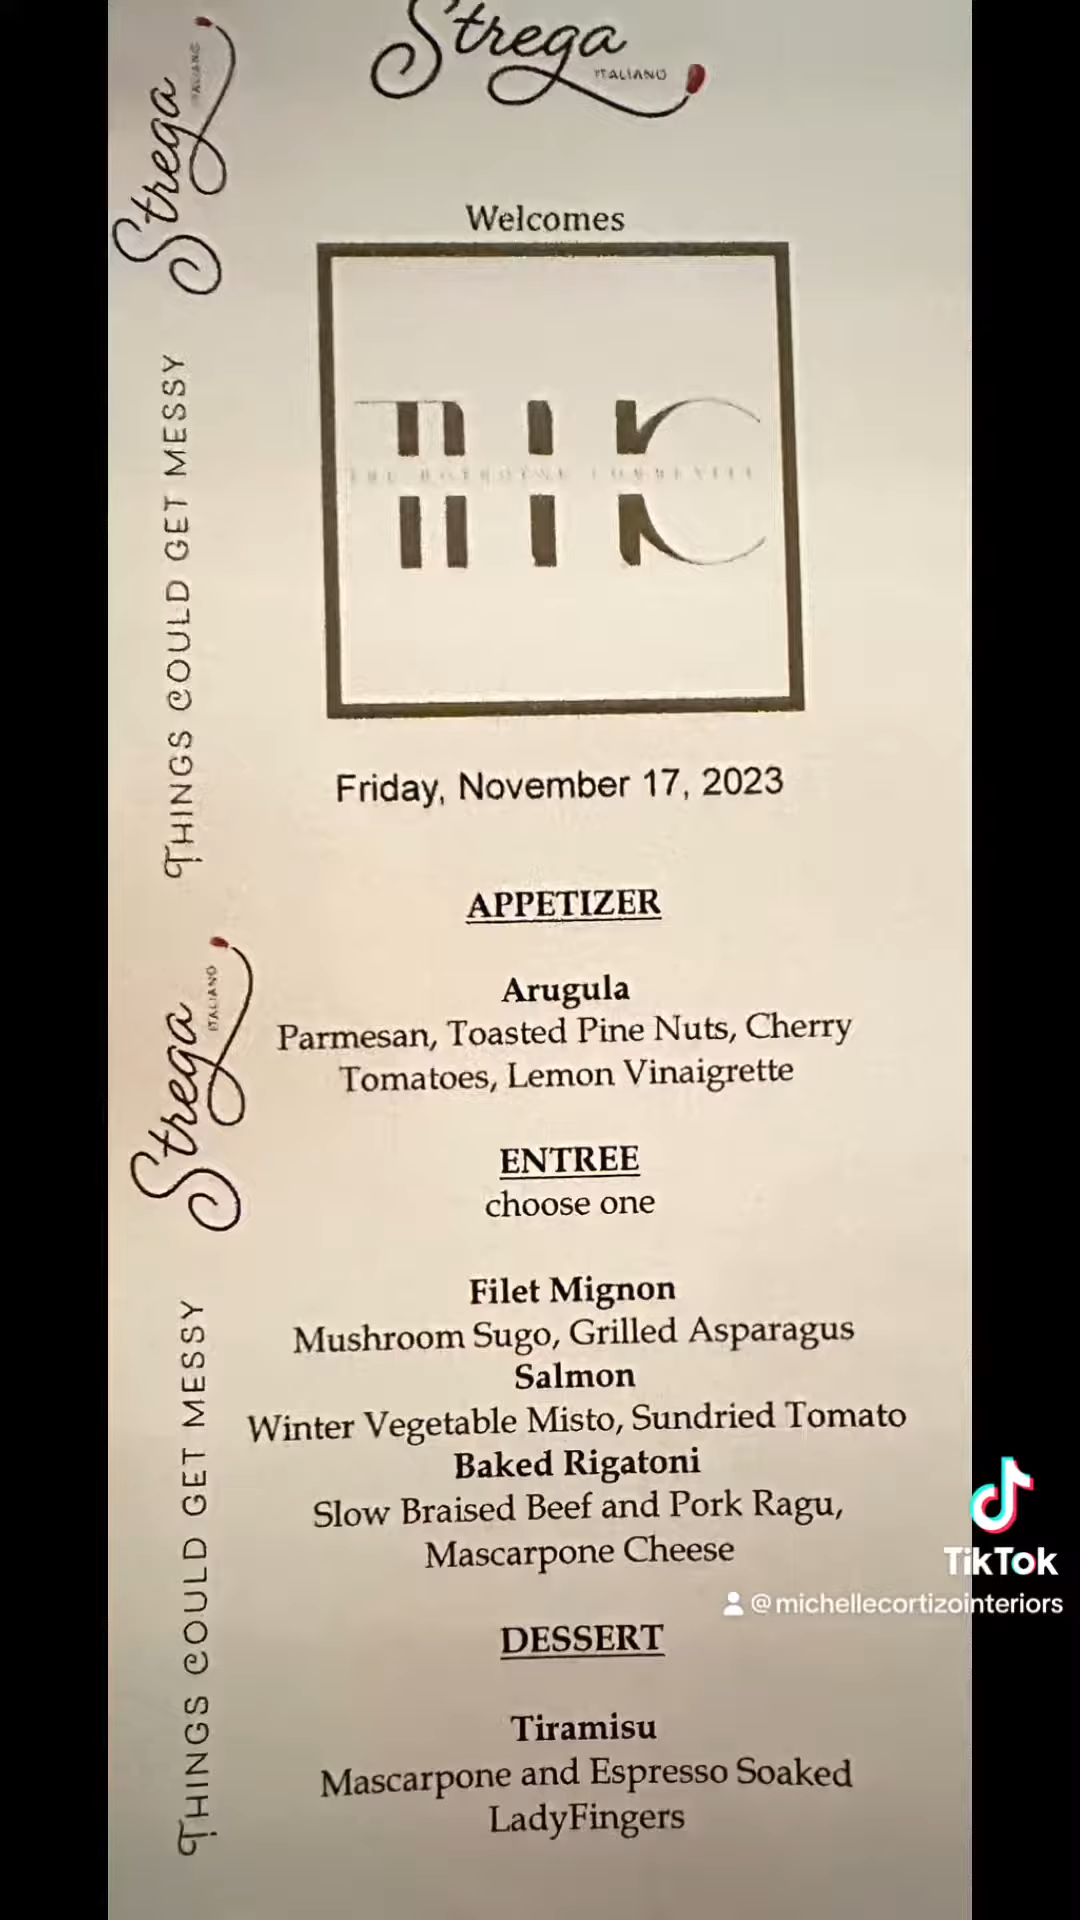 Strega
ITALIANO
Welcomes
Friday, November 17, 2023
APPETIZER
Arugula
Parmesan, Toasted Pine Nuts, Cherry
Tomatoes, Lemon Vinaigrette
ENTREE
choose one
Filet Mignon
Mushroom Sugo, Grilled Asparagus
Salmon
Winter Vegetable Misto, Sundried Tomato
Baked Rigatoni
Slow Braised Beef and Pork Ragu,
Mascarpone Cheese
DESSERT
Tiramisu
Mascarpone and Espresso Soaked
LadyFingers
Strega
ITALIANO
THINGS COULD GET MESSY
Strega
ITALIANO
THINGS COULD GET MESSY
TikTok
@michellecortizointeriors